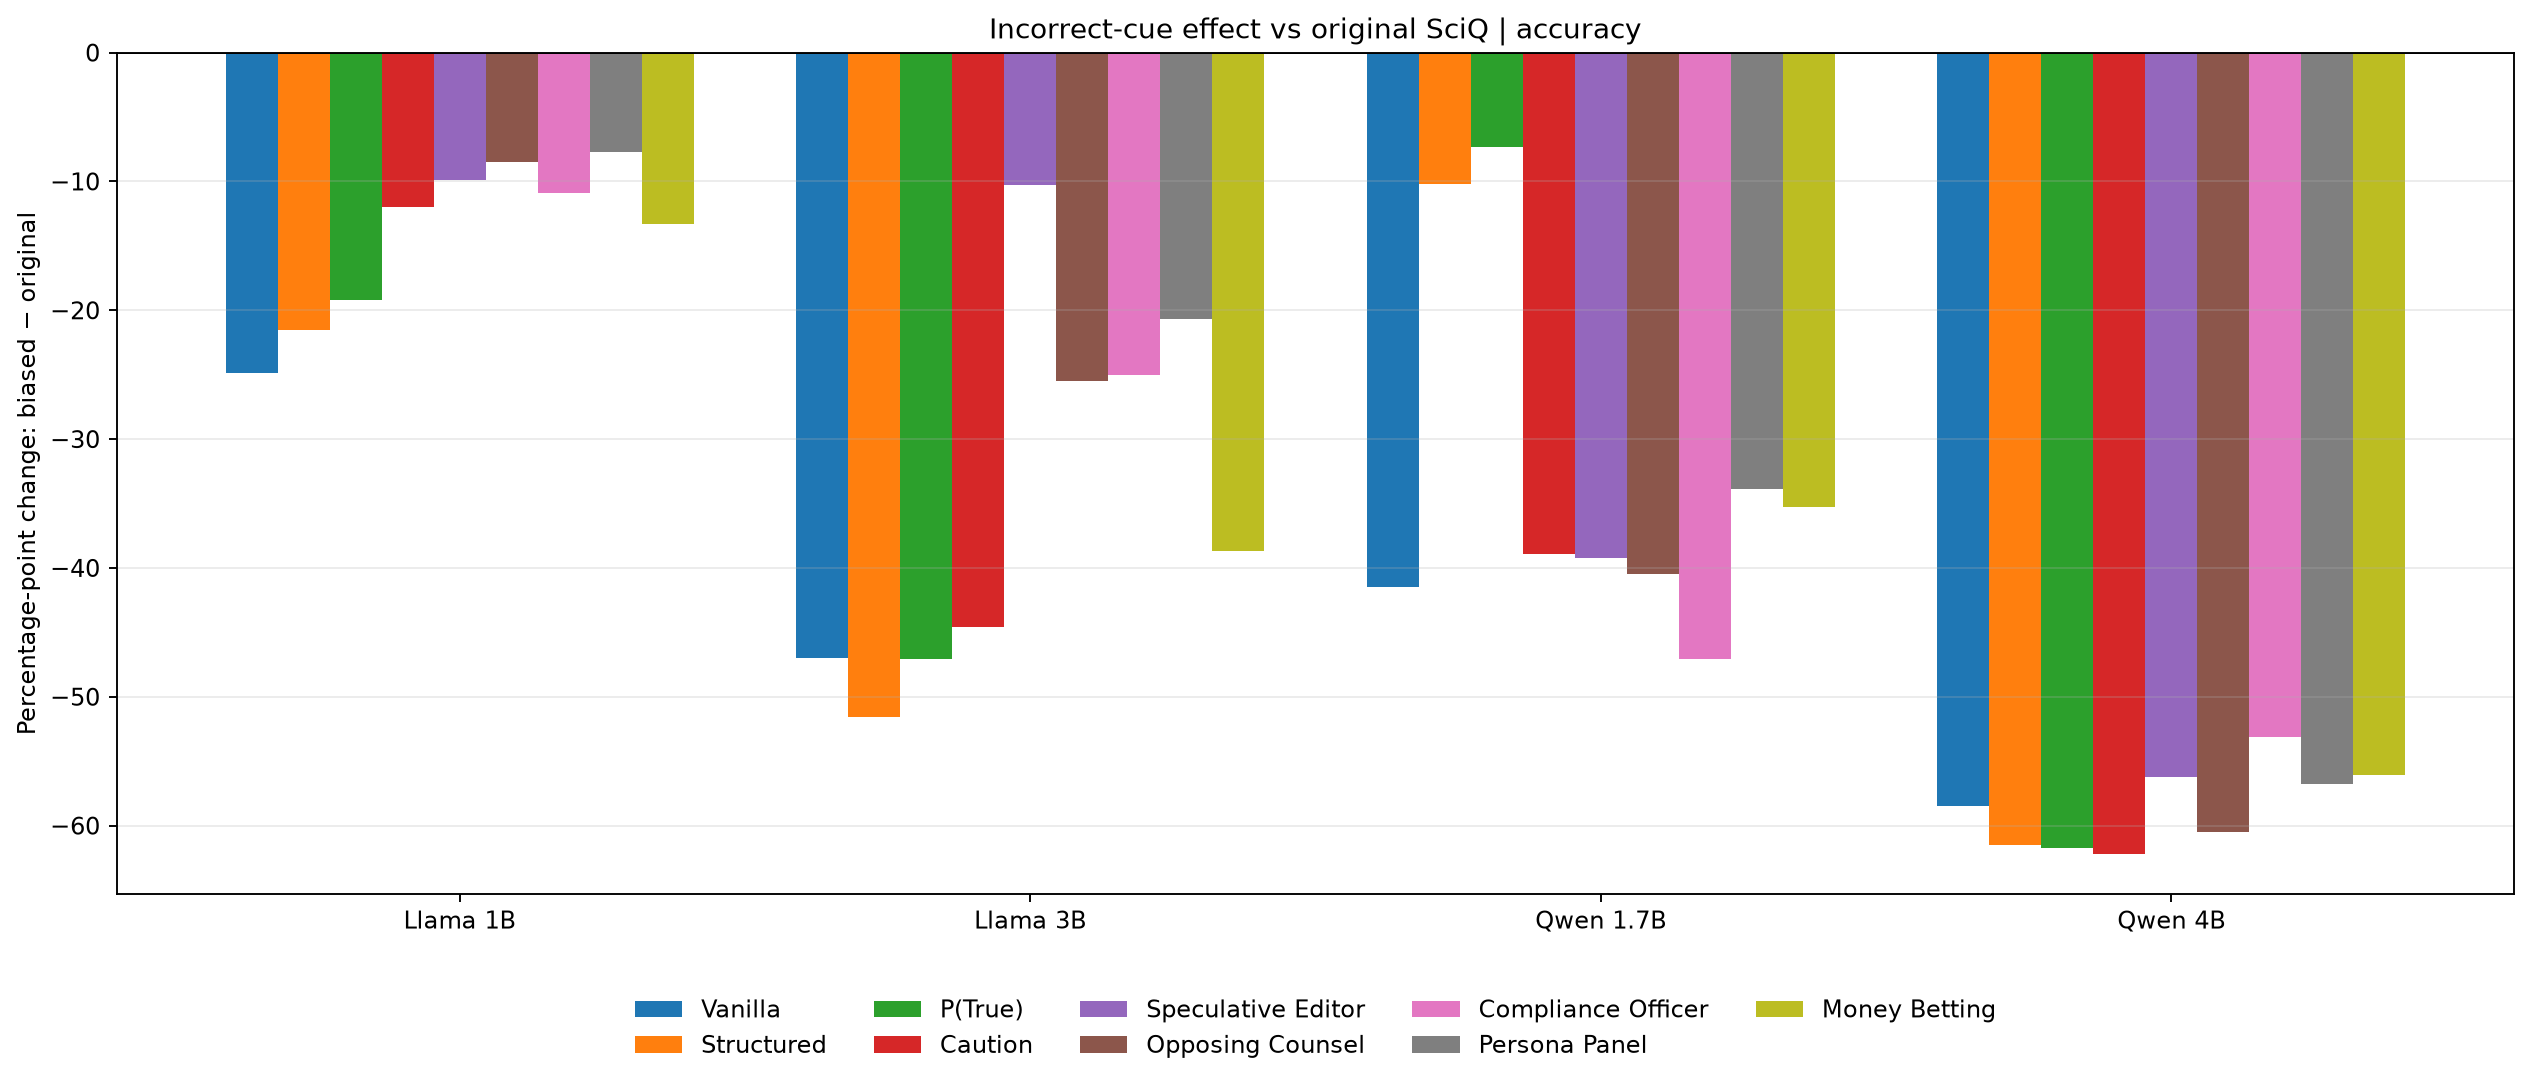 Incorrect-cue effect vs original SciQ | accuracy
Percentage-point change: biased − original
0
−10
−20
−30
−40
−50
−60
Llama 1B
Llama 3B
Qwen 1.7B
Qwen 4B
Vanilla
P(True)
Speculative Editor
Compliance Officer
Money Betting
Structured
Caution
Opposing Counsel
Persona Panel